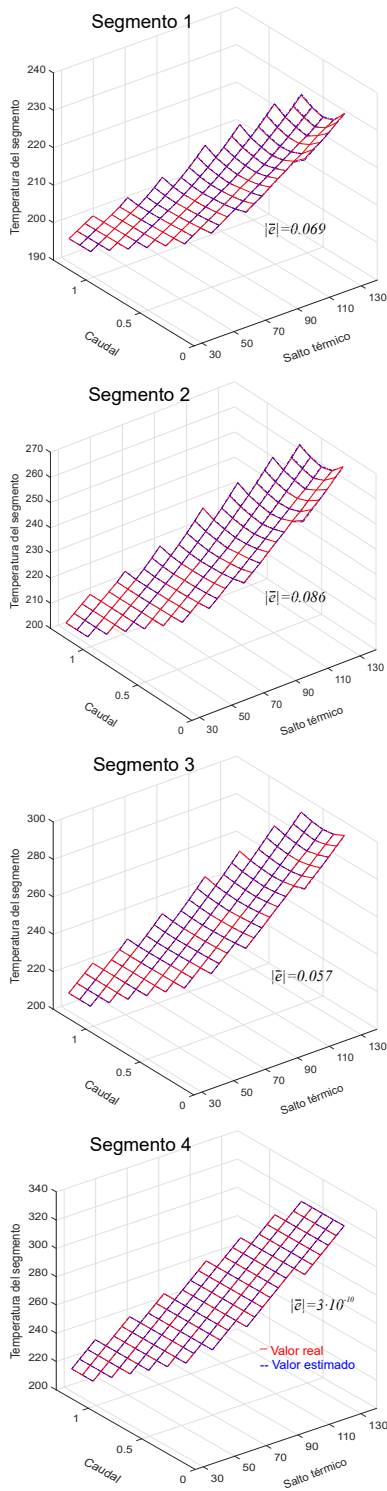 Segmento 1
240
230
220
210
200
190
Temperatura del segmento
|e̅|=0.069
1
0.5
0
Caudal
30
50
70
90
110
130
Salto térmico
Segmento 2
270
260
250
240
230
220
210
200
Temperatura del segmento
|e̅|=0.086
1
0.5
0
Caudal
30
50
70
90
110
130
Salto térmico
Segmento 3
300
280
260
240
220
200
Temperatura del segmento
|e̅|=0.057
1
0.5
0
Caudal
30
50
70
90
110
130
Salto térmico
Segmento 4
340
320
300
280
260
240
220
200
Temperatura del segmento
|e̅|=3·10⁻¹⁰
Valor real
Valor estimado
1
0.5
0
Caudal
30
50
70
90
110
130
Salto térmico